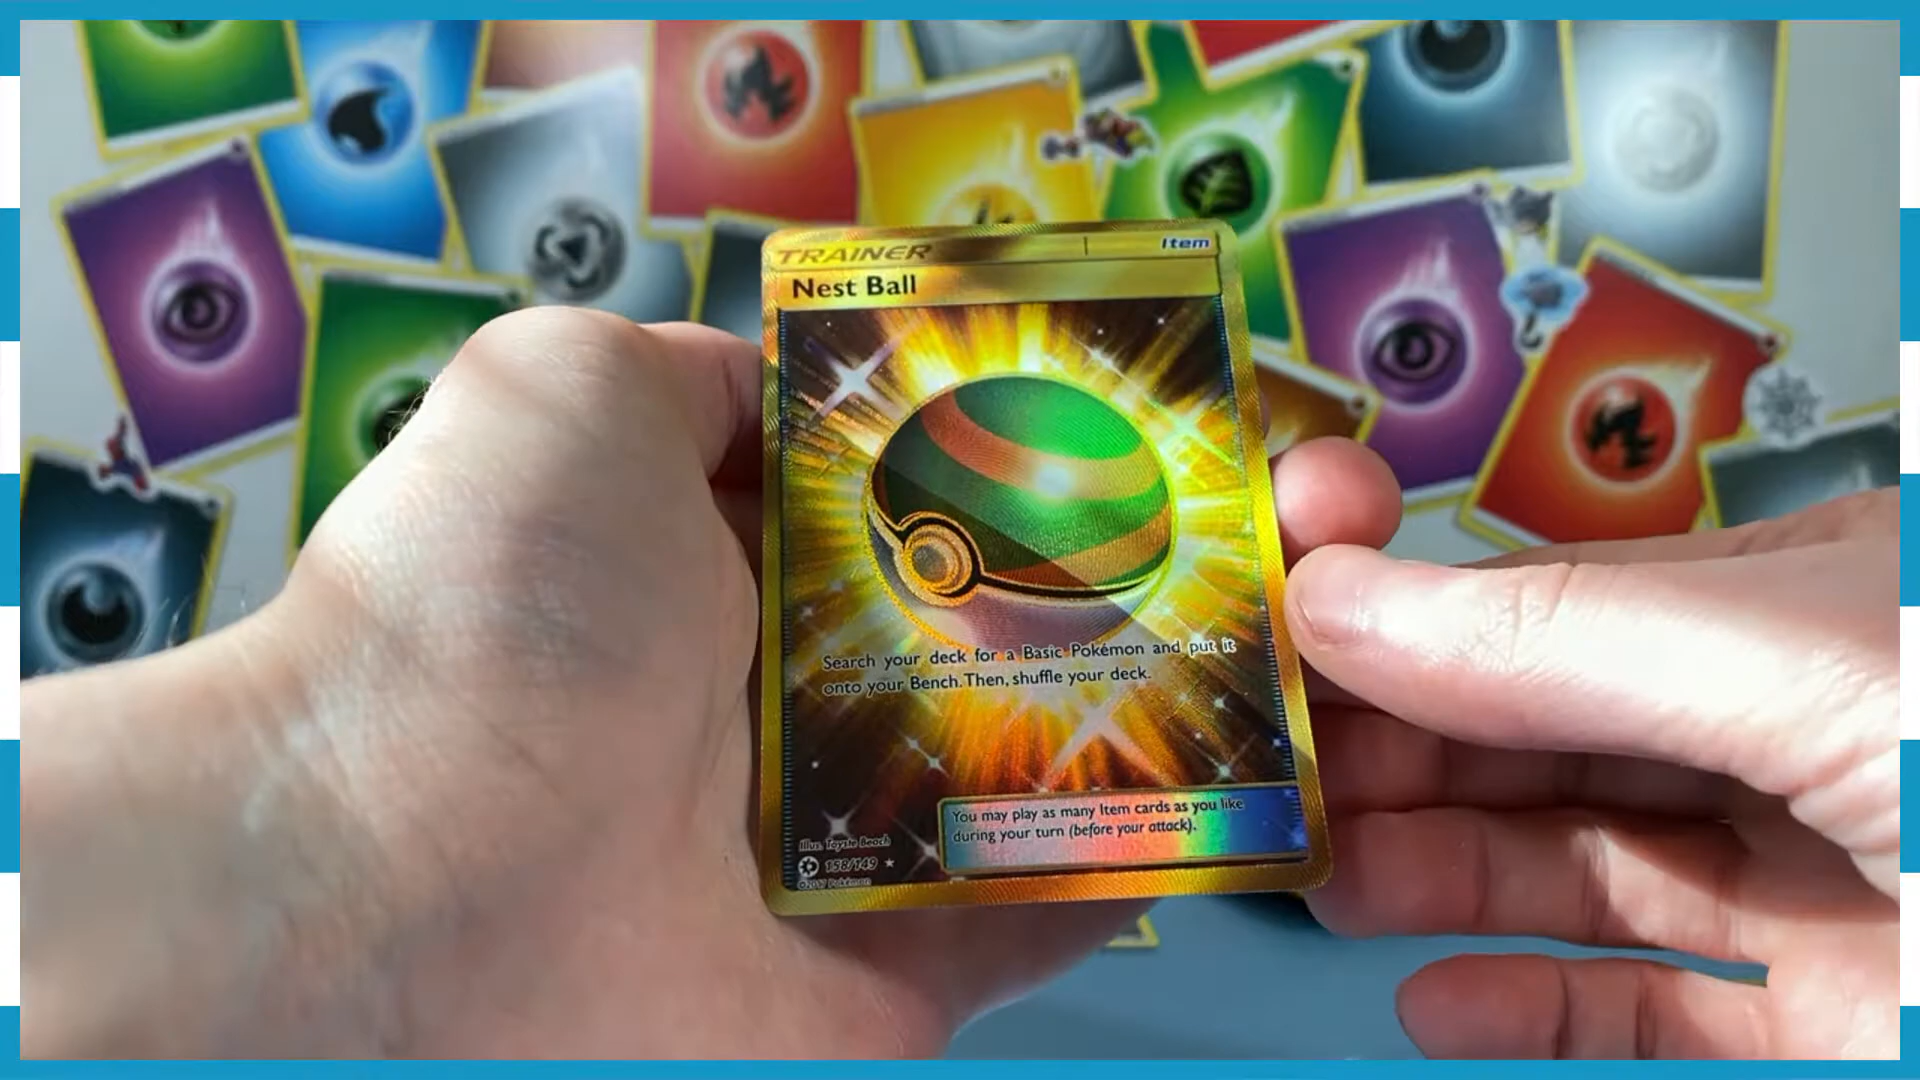 TRAINER
Item
Nest Ball
Search your deck for a Basic Pokémon and put it
onto your Bench. Then, shuffle your deck.
You may play as many Item cards as you like
during your turn (before your attack).
Illus. Toyste Beach
158/149
©2017 Pokémon